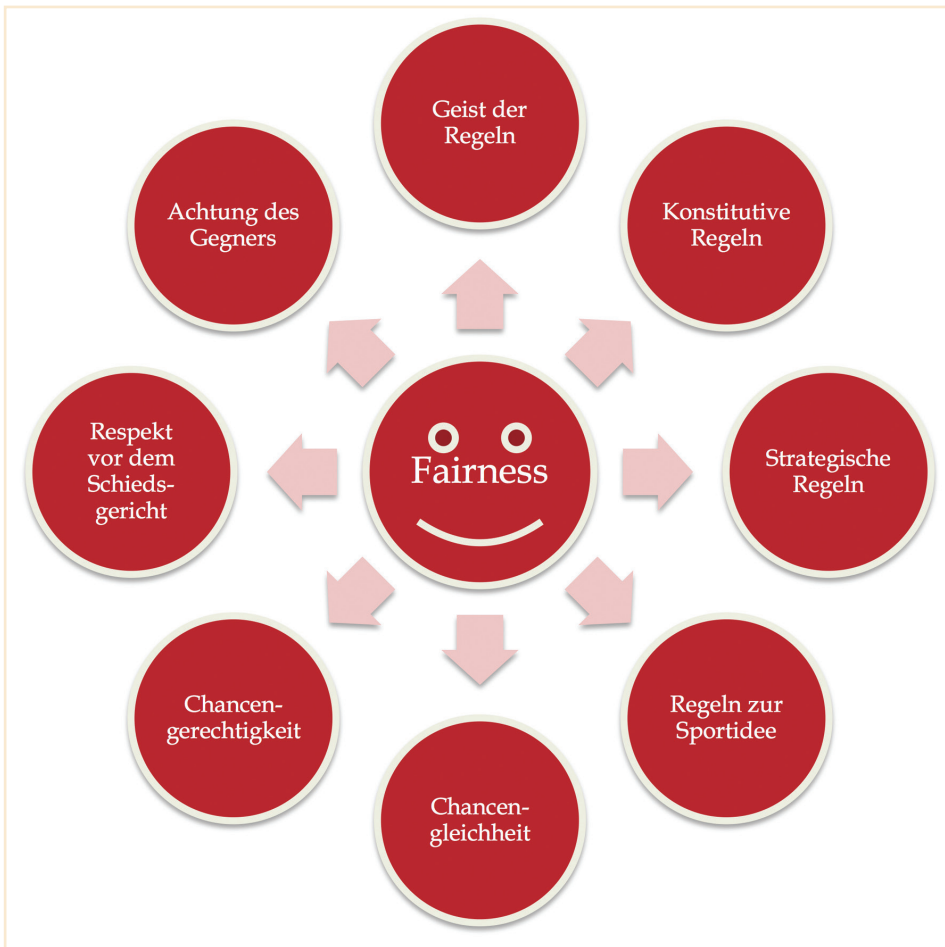 Geist der
Regeln
Konstitutive
Regeln
Strategische
Regeln
Regeln zur
Sportidee
Chancen-
gleichheit
Chancen-
gerechtigkeit
Respekt
vor dem
Schieds-
gericht
Achtung des
Gegners
Fairness